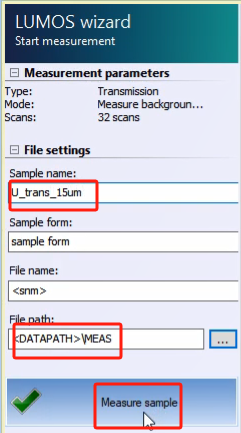 LUMOS wizard
Start measurement
Measurement parameters
Type: Transmission
Mode: Measure backgroun...
Scans: 32 scans
File settings
Sample name:
U_trans_15um
Sample form:
sample form
File name:
<snm>
File path:
<DATAPATH>\MEAS
...
Measure sample